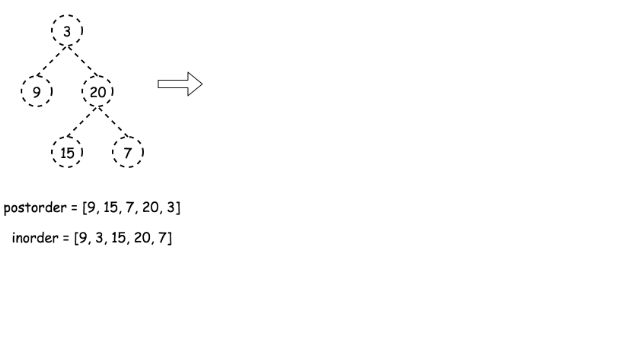 3
9 20
15 7
postorder = [9, 15, 7, 20, 3]
inorder = [9, 3, 15, 20, 7]